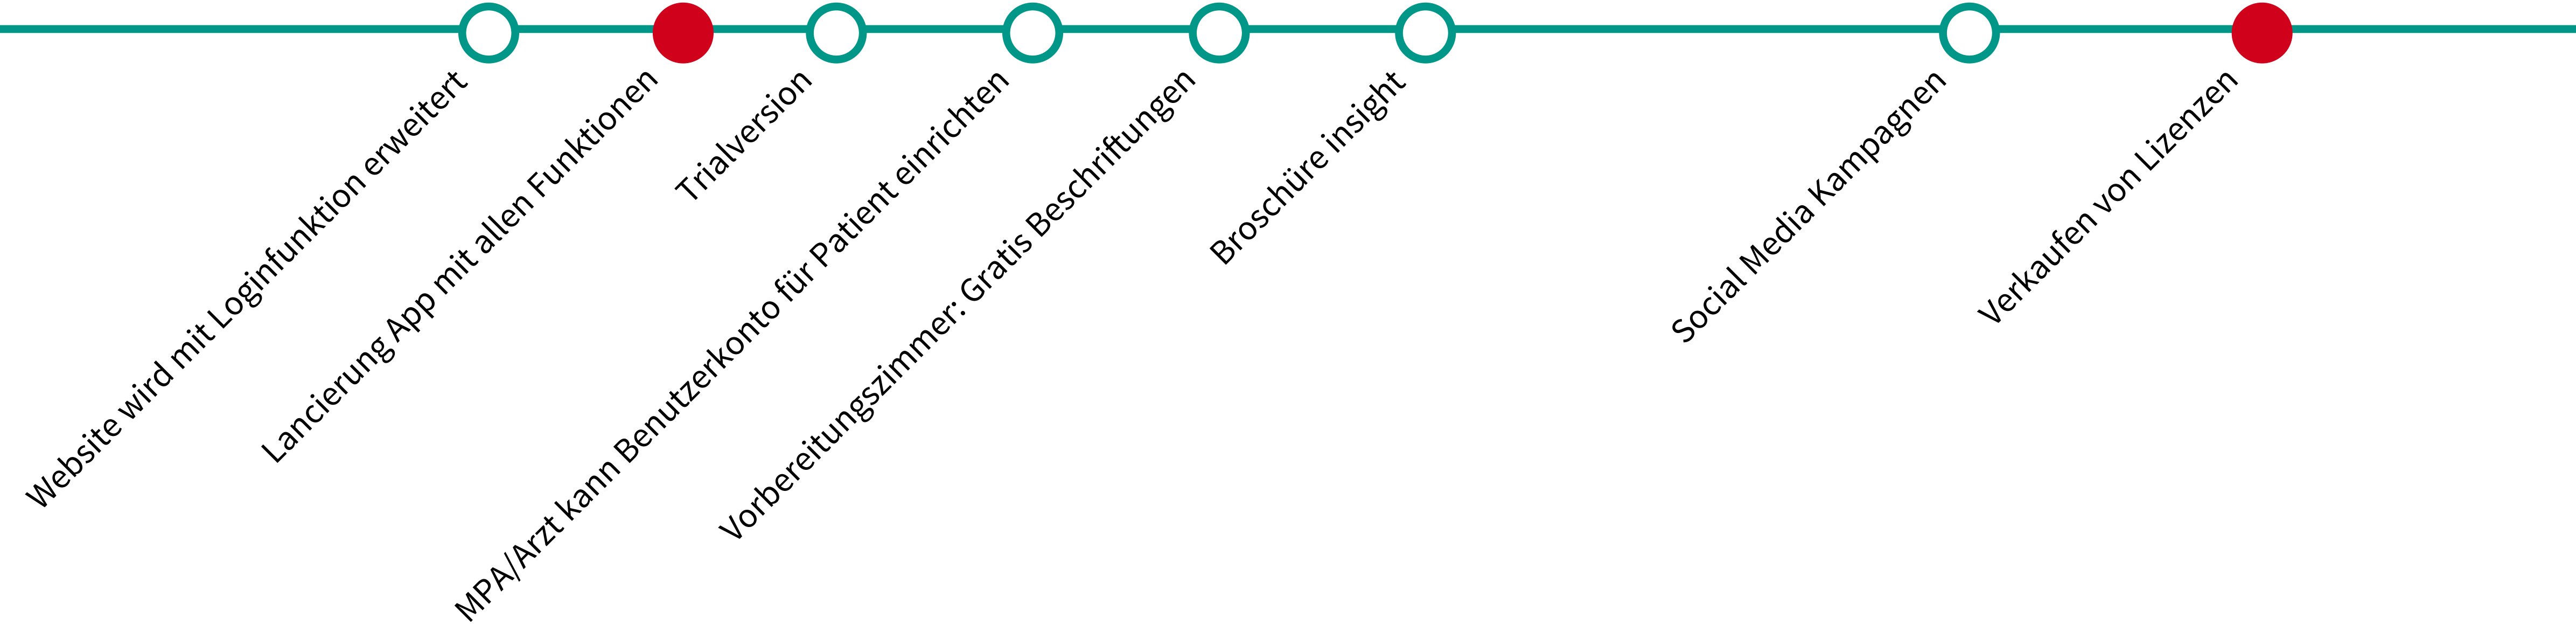 Website wird mit Loginfunktion erweitert
Lancierung App mit allen Funktionen
Trialversion
MPA/Arzt kann Benutzerkonto für Patient einrichten
Vorbereitungszimmer: Gratis Beschriftungen
Broschüre insight
Social Media Kampagnen
Verkaufen von Lizenzen